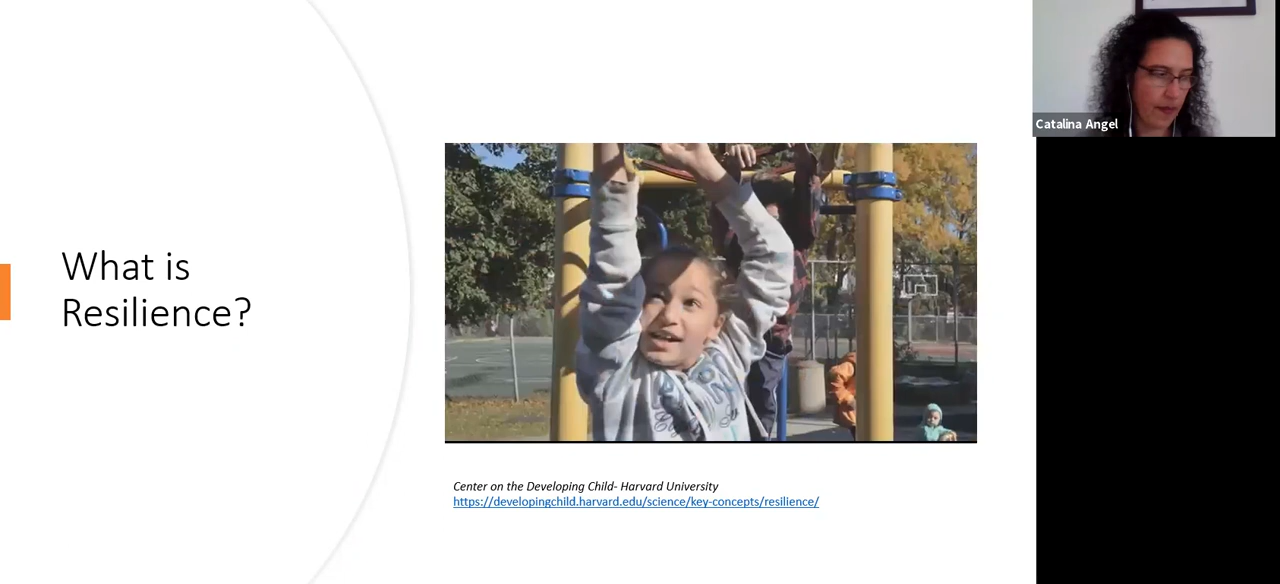 What is
Resilience?
Center on the Developing Child- Harvard University
https://developingchild.harvard.edu/science/key-concepts/resilience/
Catalina Angel